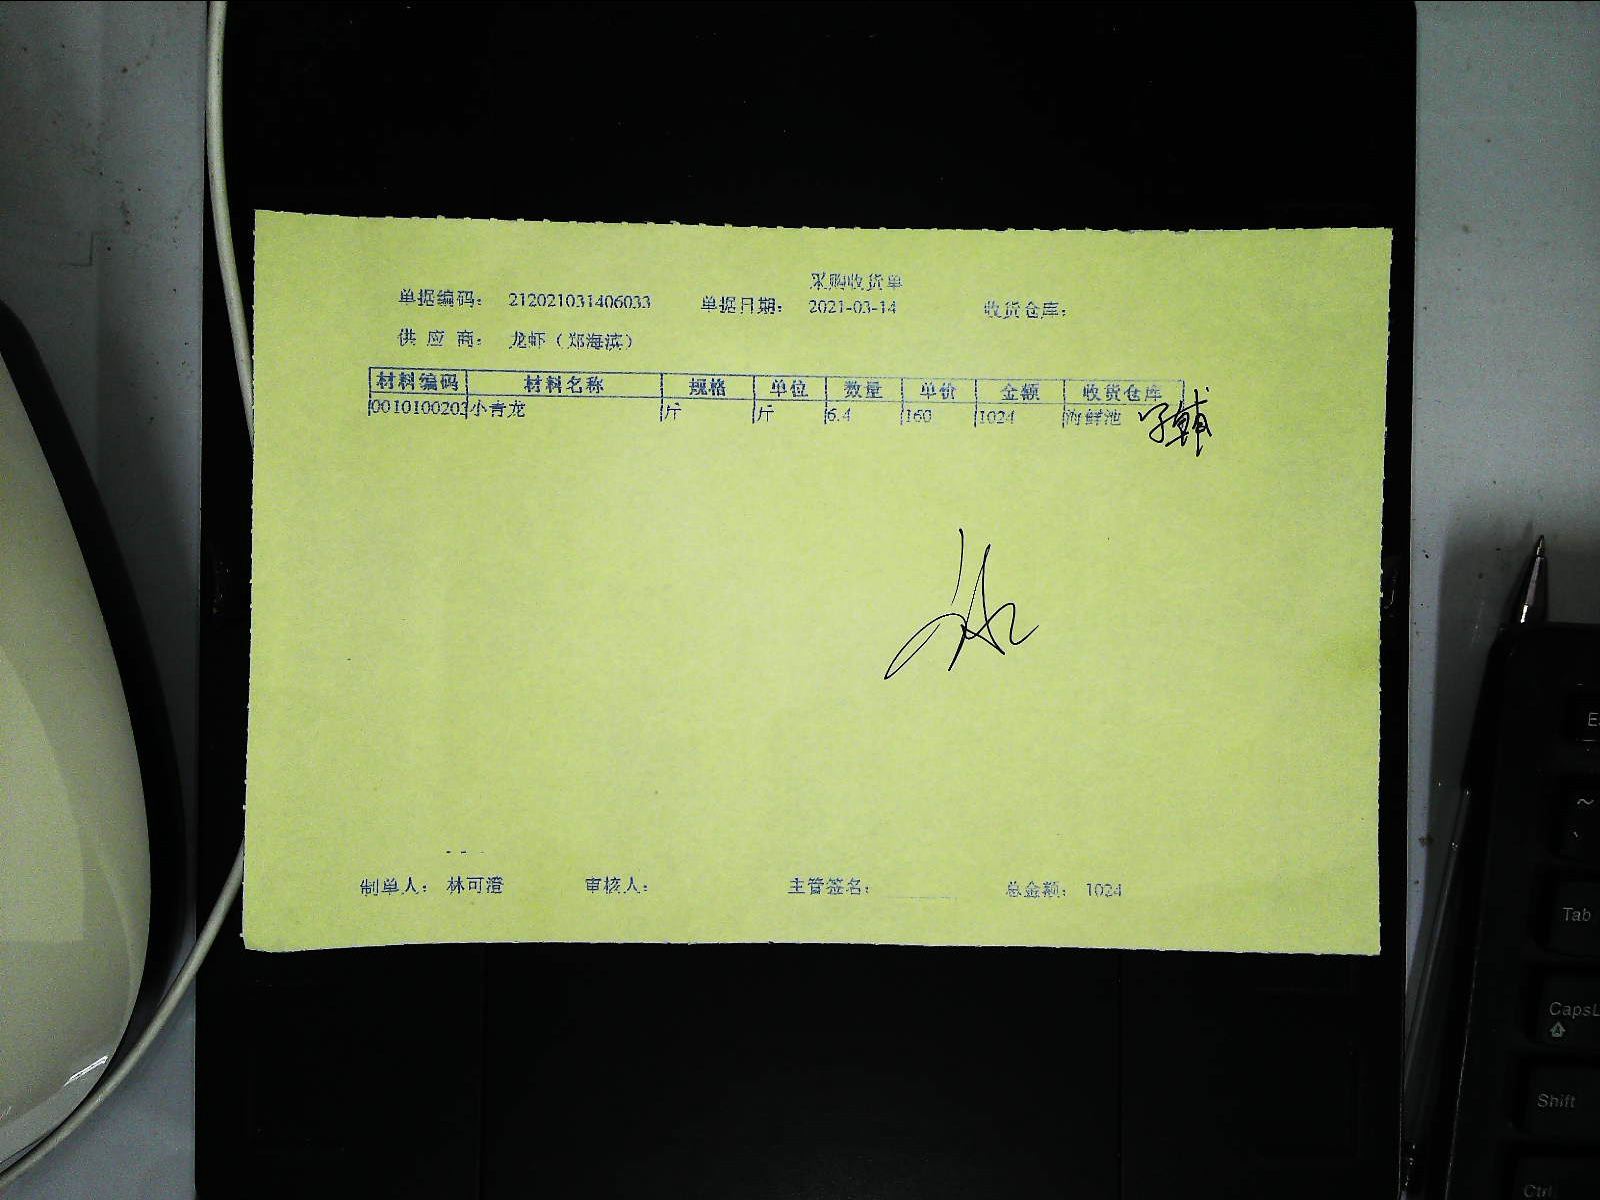 采购收货单
单据编码： 212021031406033 单据日期： 2021-03-14 收货仓库：
供 应 商： 龙虾（郑海滨）
材料编码 材料名称 规格 单位 数量 单价 金额 收货仓库
0010100202 小青龙 斤 斤 6.4 160 1024 海鲜池
制单人： 林可澄 审核人： 主管签名： 总金额： 1024
~
Tab
Shift
Ctrl